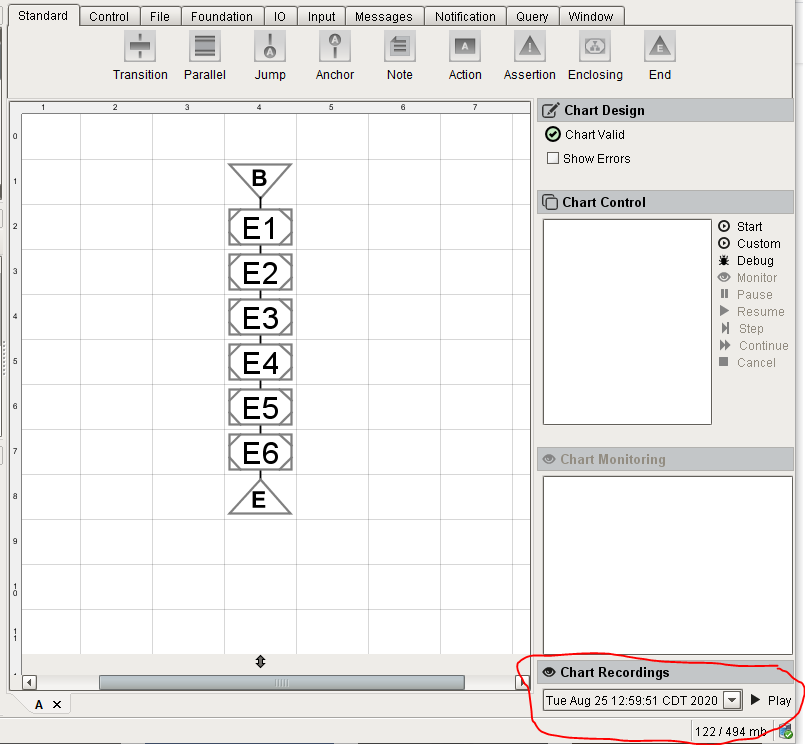 Standard Control File Foundation IO Input Messages Notification Query Window
Transition Parallel Jump Anchor Note Action Assertion Enclosing End
A A A E
1 2 3 4 5 6 7
0
1
2
3
4
5
6
7
8
9
10
11
B
E1
E2
E3
E4
E5
E6
E
A
Chart Design
Chart Valid
Show Errors
Chart Control
Start
Custom
Debug
Monitor
Pause
Resume
Step
Continue
Cancel
Chart Monitoring
Chart Recordings
Tue Aug 25 12:59:51 CDT 2020 Play
122 / 494 mb